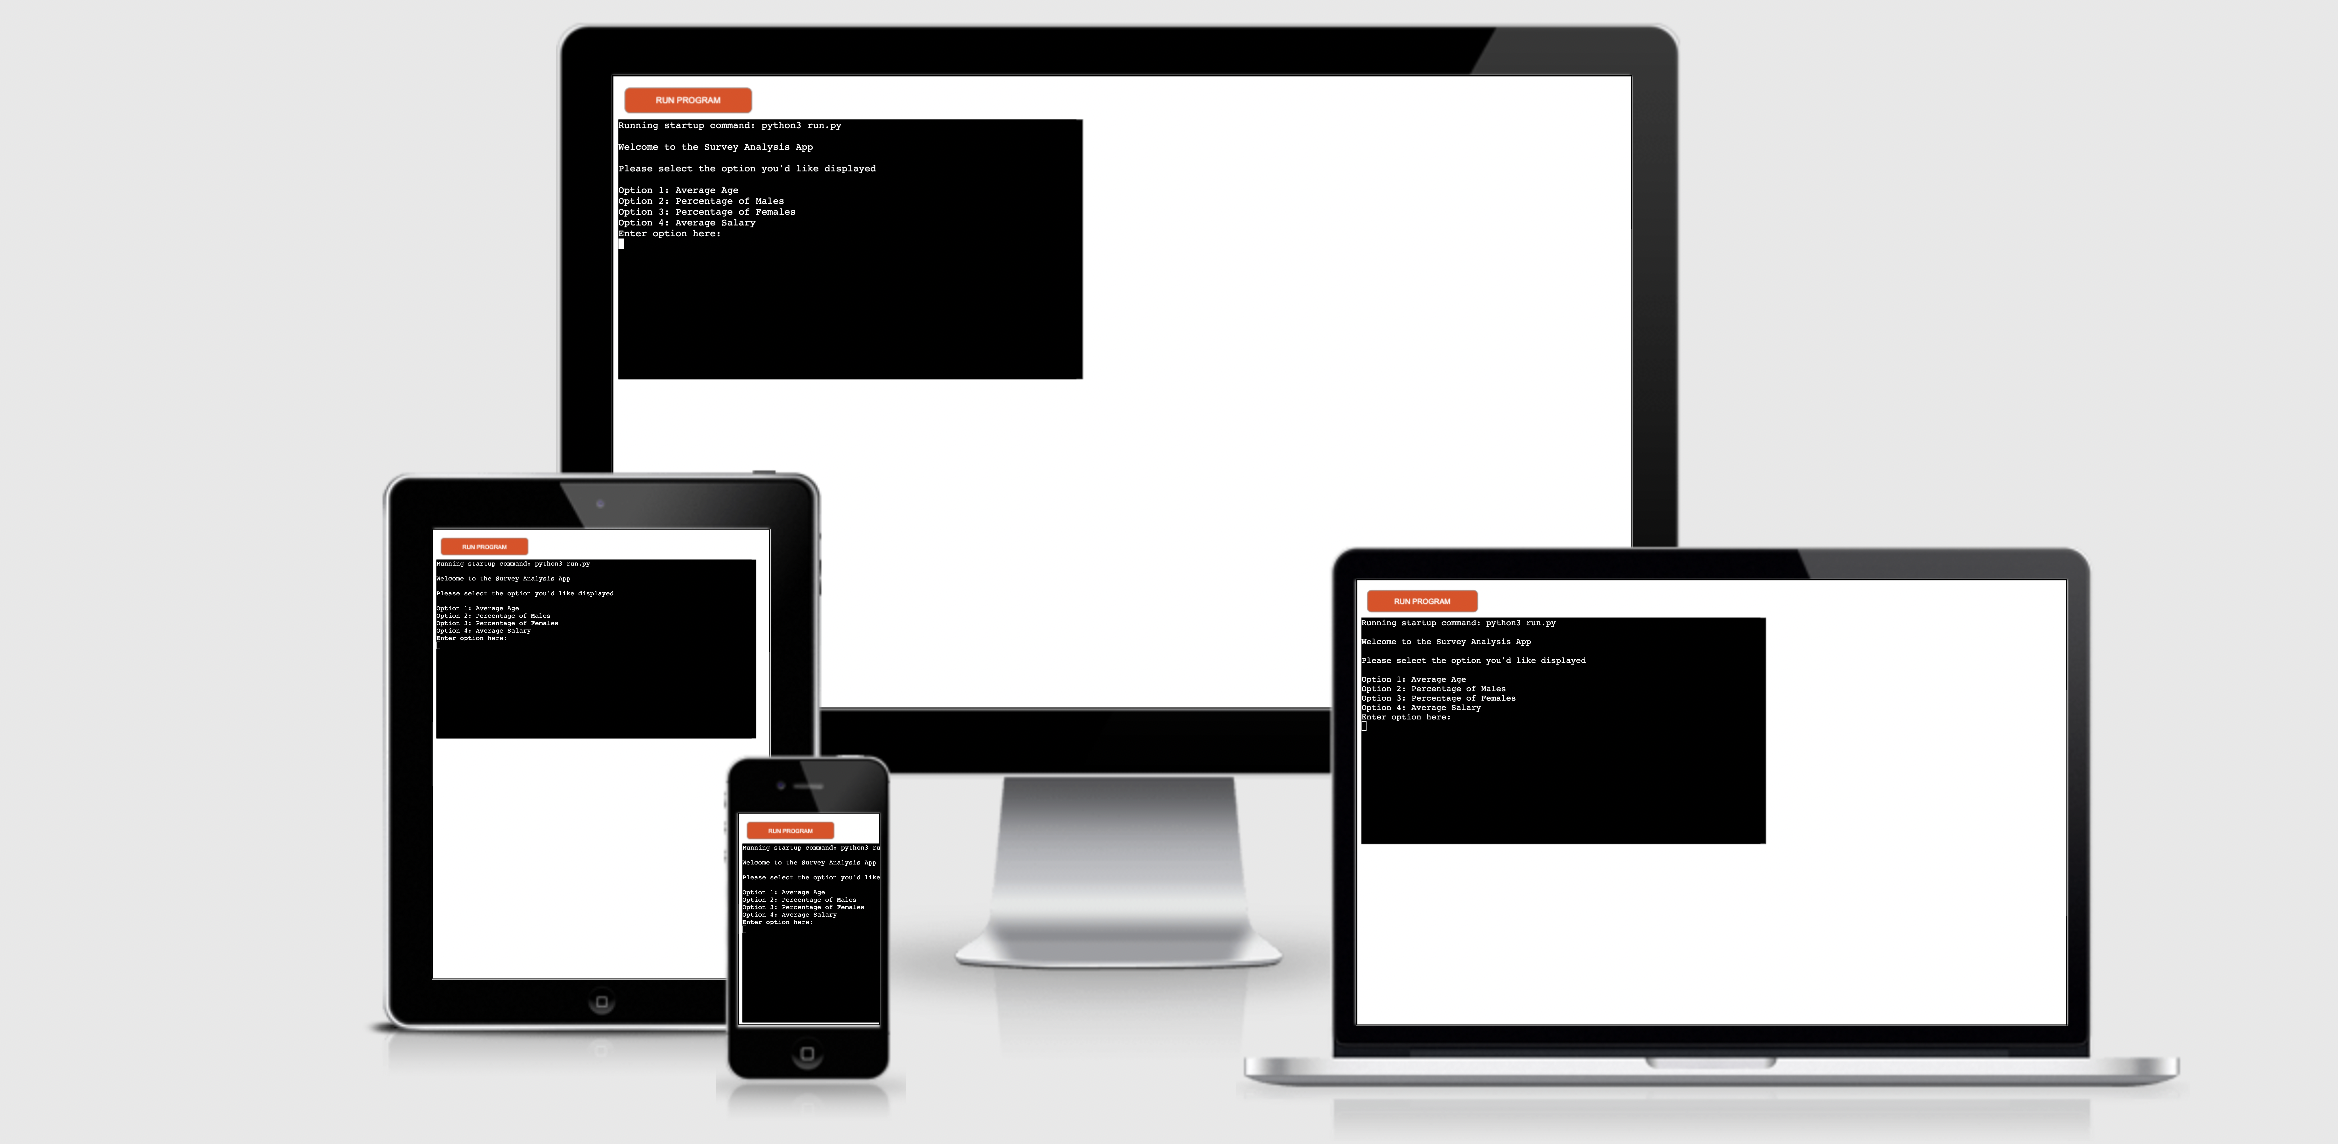 RUN PROGRAM
Running startup command: python3 run.py
Welcome to the Survey Analysis App
Please select the option you'd like displayed
Option 1: Average Age
Option 2: Percentage of Males
Option 3: Percentage of Females
Option 4: Average Salary
Enter option here:
RUN PROGRAM
Running startup command: python3 run.py
Welcome to the Survey Analysis App
Please select the option you'd like displayed
Option 1: Average Age
Option 2: Percentage of Males
Option 3: Percentage of Females
Option 4: Average Salary
Enter option here:
RUN PROGRAM
Running startup command: python3 ru
Welcome to the Survey Analysis App
Please select the option you'd like
Option 1: Average Age
Option 2: Percentage of Males
Option 3: Percentage of Females
Option 4: Average Salary
Enter option here:
RUN PROGRAM
Running startup command: python3 run.py
Welcome to the Survey Analysis App
Please select the option you'd like displayed
Option 1: Average Age
Option 2: Percentage of Males
Option 3: Percentage of Females
Option 4: Average Salary
Enter option here: